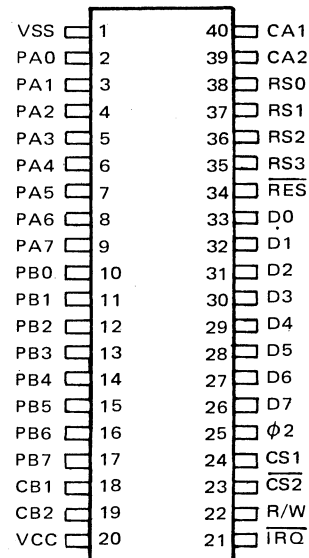 VSS 1 40 CA1
PA0 2 39 CA2
PA1 3 38 RS0
PA2 4 37 RS1
PA3 5 36 RS2
PA4 6 35 RS3
PA5 7 34 R̅E̅S̅
PA6 8 33 D0
PA7 9 32 D1
PB0 10 31 D2
PB1 11 30 D3
PB2 12 29 D4
PB3 13 28 D5
PB4 14 27 D6
PB5 15 26 D7
PB6 16 25 ϕ2
PB7 17 24 CS1
CB1 18 23 C̅S̅2̅
CB2 19 22 R/W
VCC 20 21 I̅R̅Q̅